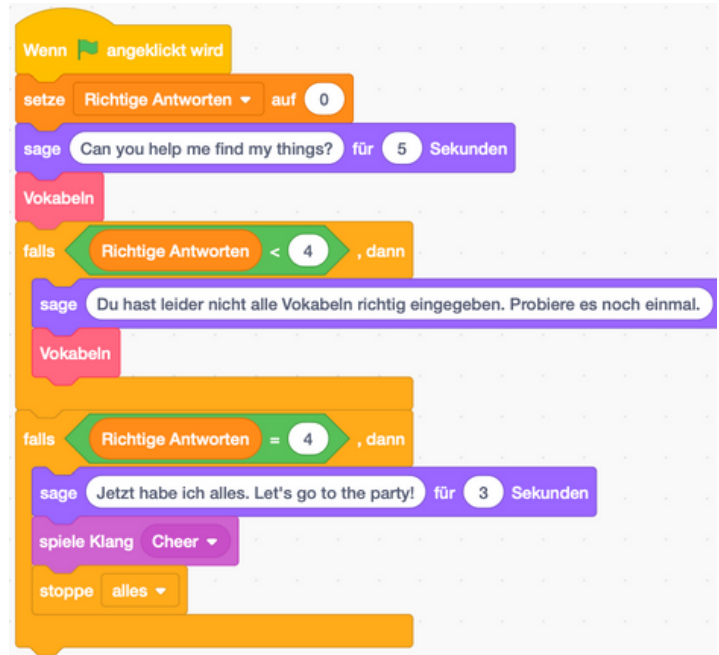 Wenn angeklickt wird
setze Richtige Antworten auf 0
sage Can you help me find my things? für 5 Sekunden
Vokabeln
falls Richtige Antworten < 4 , dann
sage Du hast leider nicht alle Vokabeln richtig eingegeben. Probiere es noch einmal.
Vokabeln
falls Richtige Antworten = 4 , dann
sage Jetzt habe ich alles. Let's go to the party! für 3 Sekunden
spiele Klang Cheer
stoppe alles